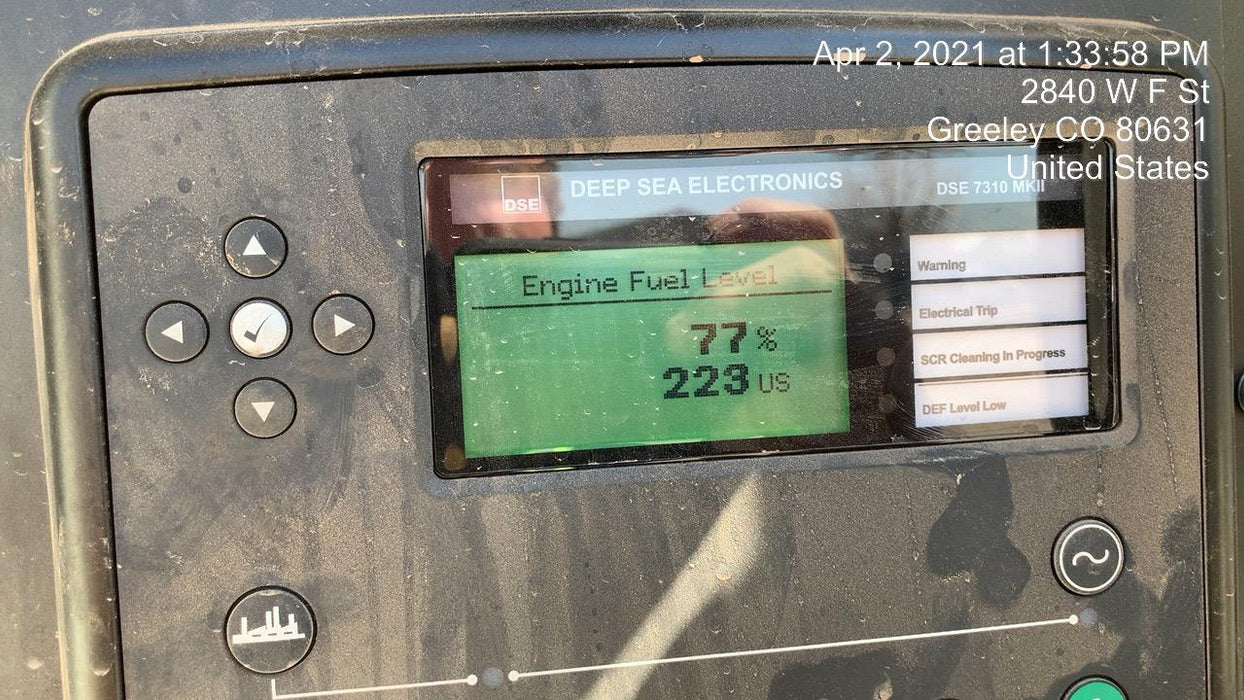 Apr 2, 2021 at 1:33:58 PM
2840 W F St
Greeley CO 80631
United States
DSE
DEEP SEA ELECTRONICS
DSE 7310 MKII
Engine Fuel Level
77 %
223 US
Warning
Electrical Trip
SCR Cleaning In Progress
DEF Level Low